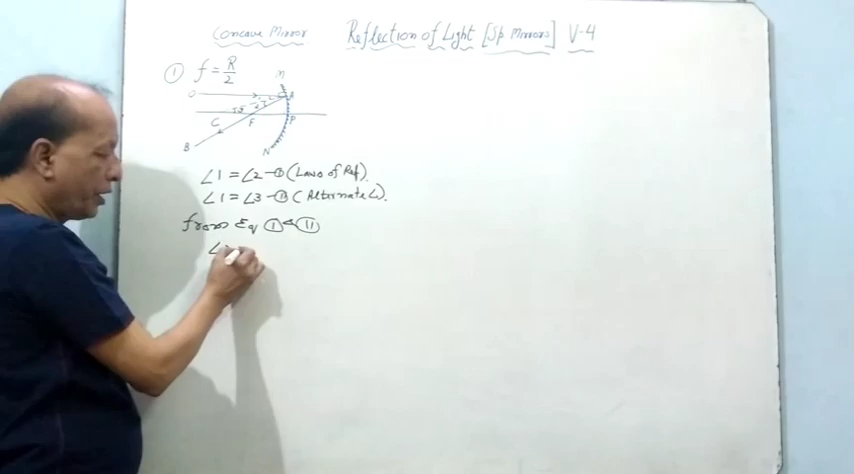 Concave Mirror Reflection of Light [Sp Mirrors] V-4
① f = R/2
M
O A
C F P
B
N
∠1 = ∠2 - ① (Laws of Ref).
∠1 = ∠3 - ⑪ (Alternate ∠s).
from Eq ① & ⑪
∠